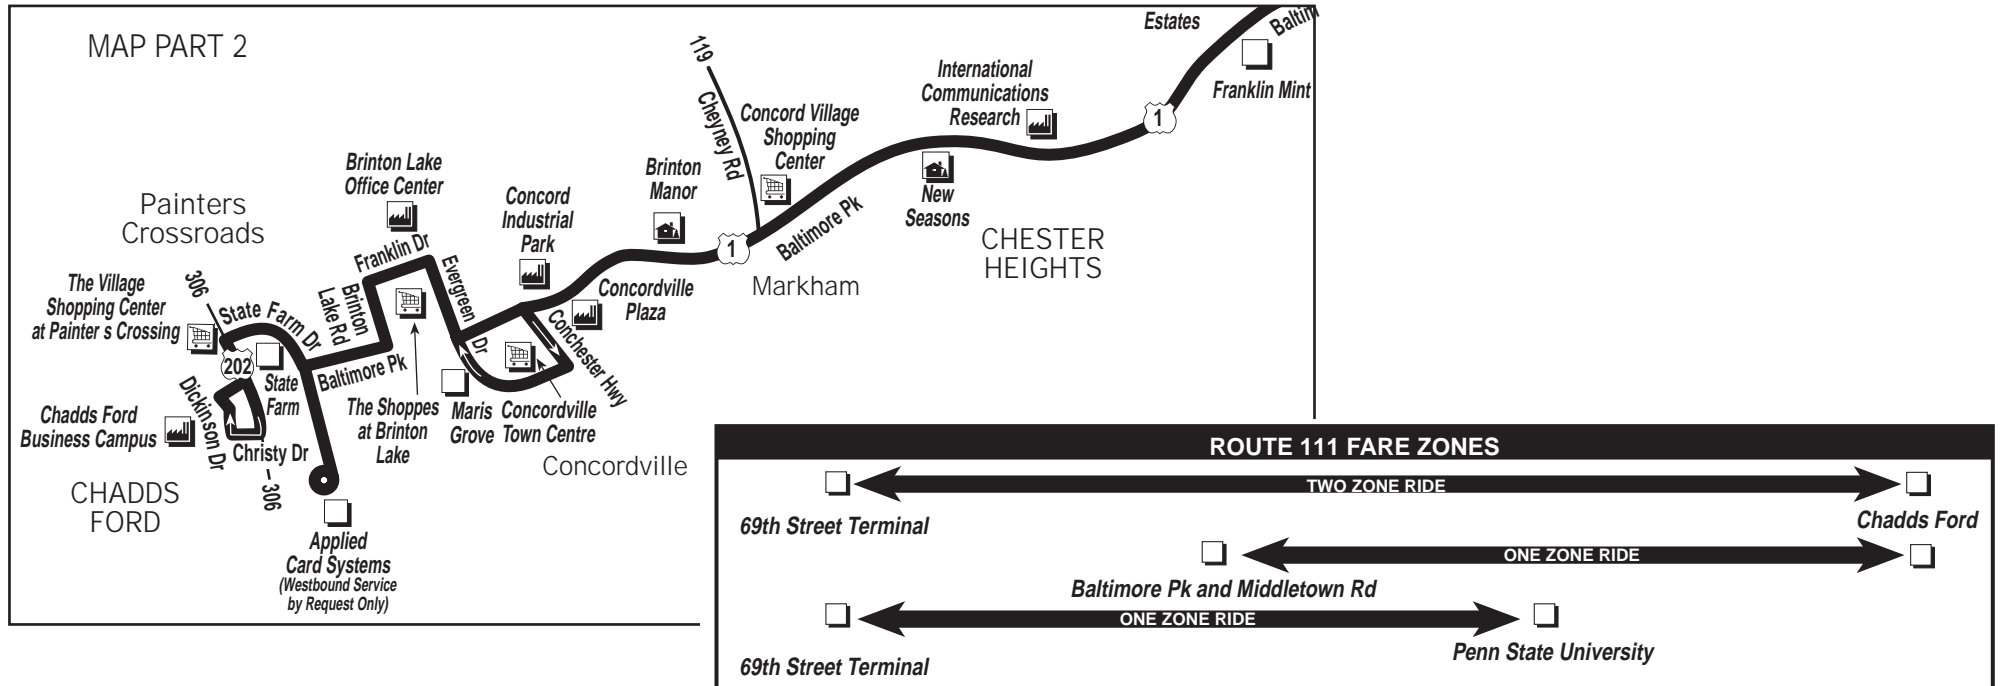 MAP PART 2
Estates
Baltim
Franklin Mint
119
Cheyney Rd
International
Communications
Research
1
Concord Village
Shopping
Center
New
Seasons
CHESTER
HEIGHTS
Brinton Lake
Office Center
Brinton
Manor
Concord
Industrial
Park
1
Baltimore Pk
Markham
Painters
Crossroads
Franklin Dr
Evergreen
Dr
Brinton
Lake Rd
Concordville
Plaza
Conchester Hwy
306
The Village
Shopping Center
at Painter s Crossing
State Farm Dr
202
State
Farm
Baltimore Pk
Dickinson Dr
Chadds Ford
Business Campus
Christy Dr
306
The Shoppes
at Brinton
Lake
Maris
Grove
Concordville
Town Centre
Concordville
CHADDS
FORD
Applied
Card Systems
(Westbound Service
by Request Only)
ROUTE 111 FARE ZONES
TWO ZONE RIDE
69th Street Terminal
Chadds Ford
ONE ZONE RIDE
Baltimore Pk and Middletown Rd
ONE ZONE RIDE
69th Street Terminal
Penn State University